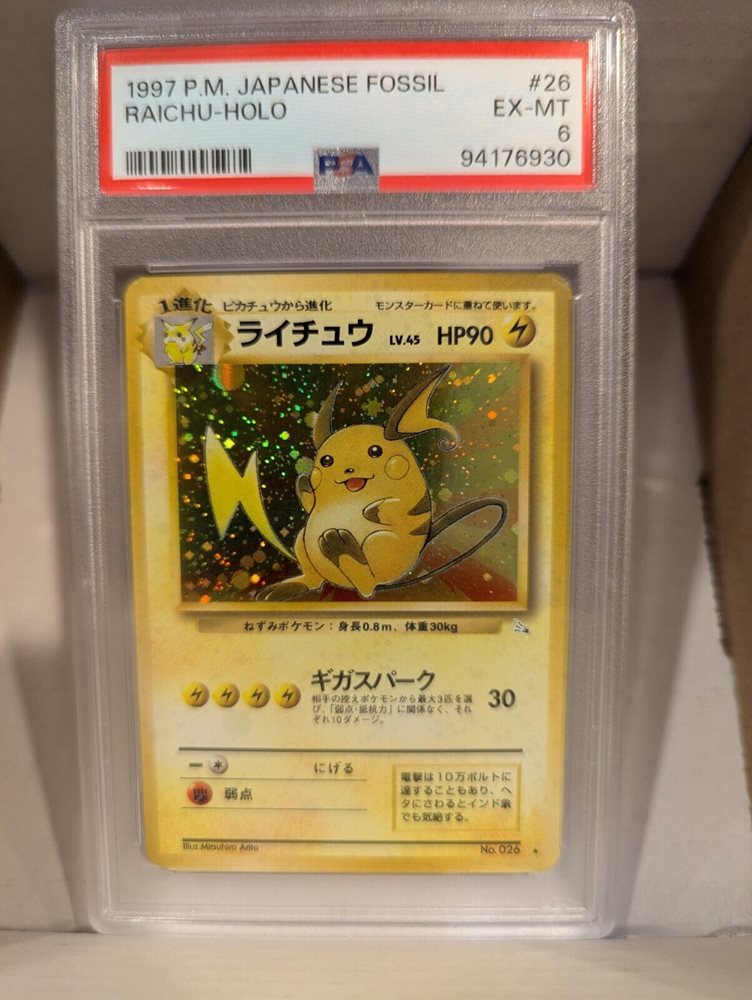 1997 P.M. JAPANESE FOSSIL #26
RAICHU-HOLO EX-MT
6
PSA 94176930
1進化 ピカチュウから進化 モンスターカードに重ねて使います。
ライチュウ LV.45 HP90
ねずみポケモン：身長0.8m、体重30kg
ギガスパーク 30
相手の控えポケモンから最大3匹を選
び、「弱点・抵抗力」に関係なく、それ
ぞれ10ダメージ。
にげる
弱点
電撃は10万ボルトに
達することもあり、ヘ
タにさわるとインド象
でも気絶する。
Illus. Mitsuhiro Arita No. 026